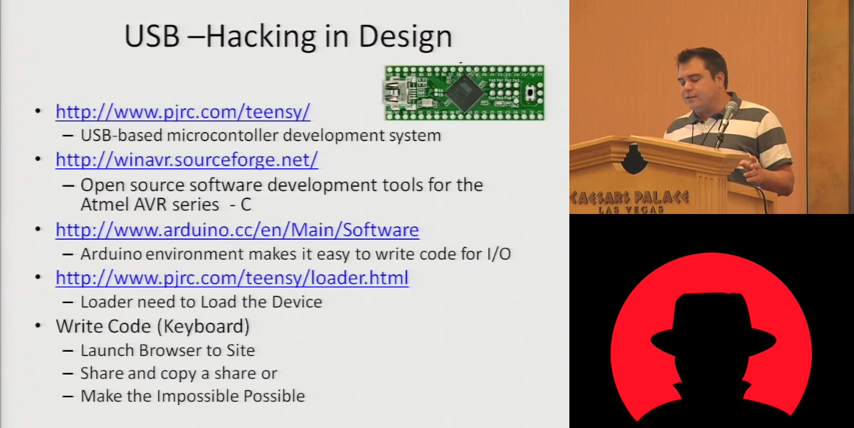 USB –Hacking in Design
• http://www.pjrc.com/teensy/
– USB-based microcontoller development system
• http://winavr.sourceforge.net/
– Open source software development tools for the
Atmel AVR series - C
• http://www.arduino.cc/en/Main/Software
– Arduino environment makes it easy to write code for I/O
• http://www.pjrc.com/teensy/loader.html
– Loader need to Load the Device
• Write Code (Keyboard)
– Launch Browser to Site
– Share and copy a share or
– Make the Impossible Possible
CAESARS PALACE
LAS VEGAS